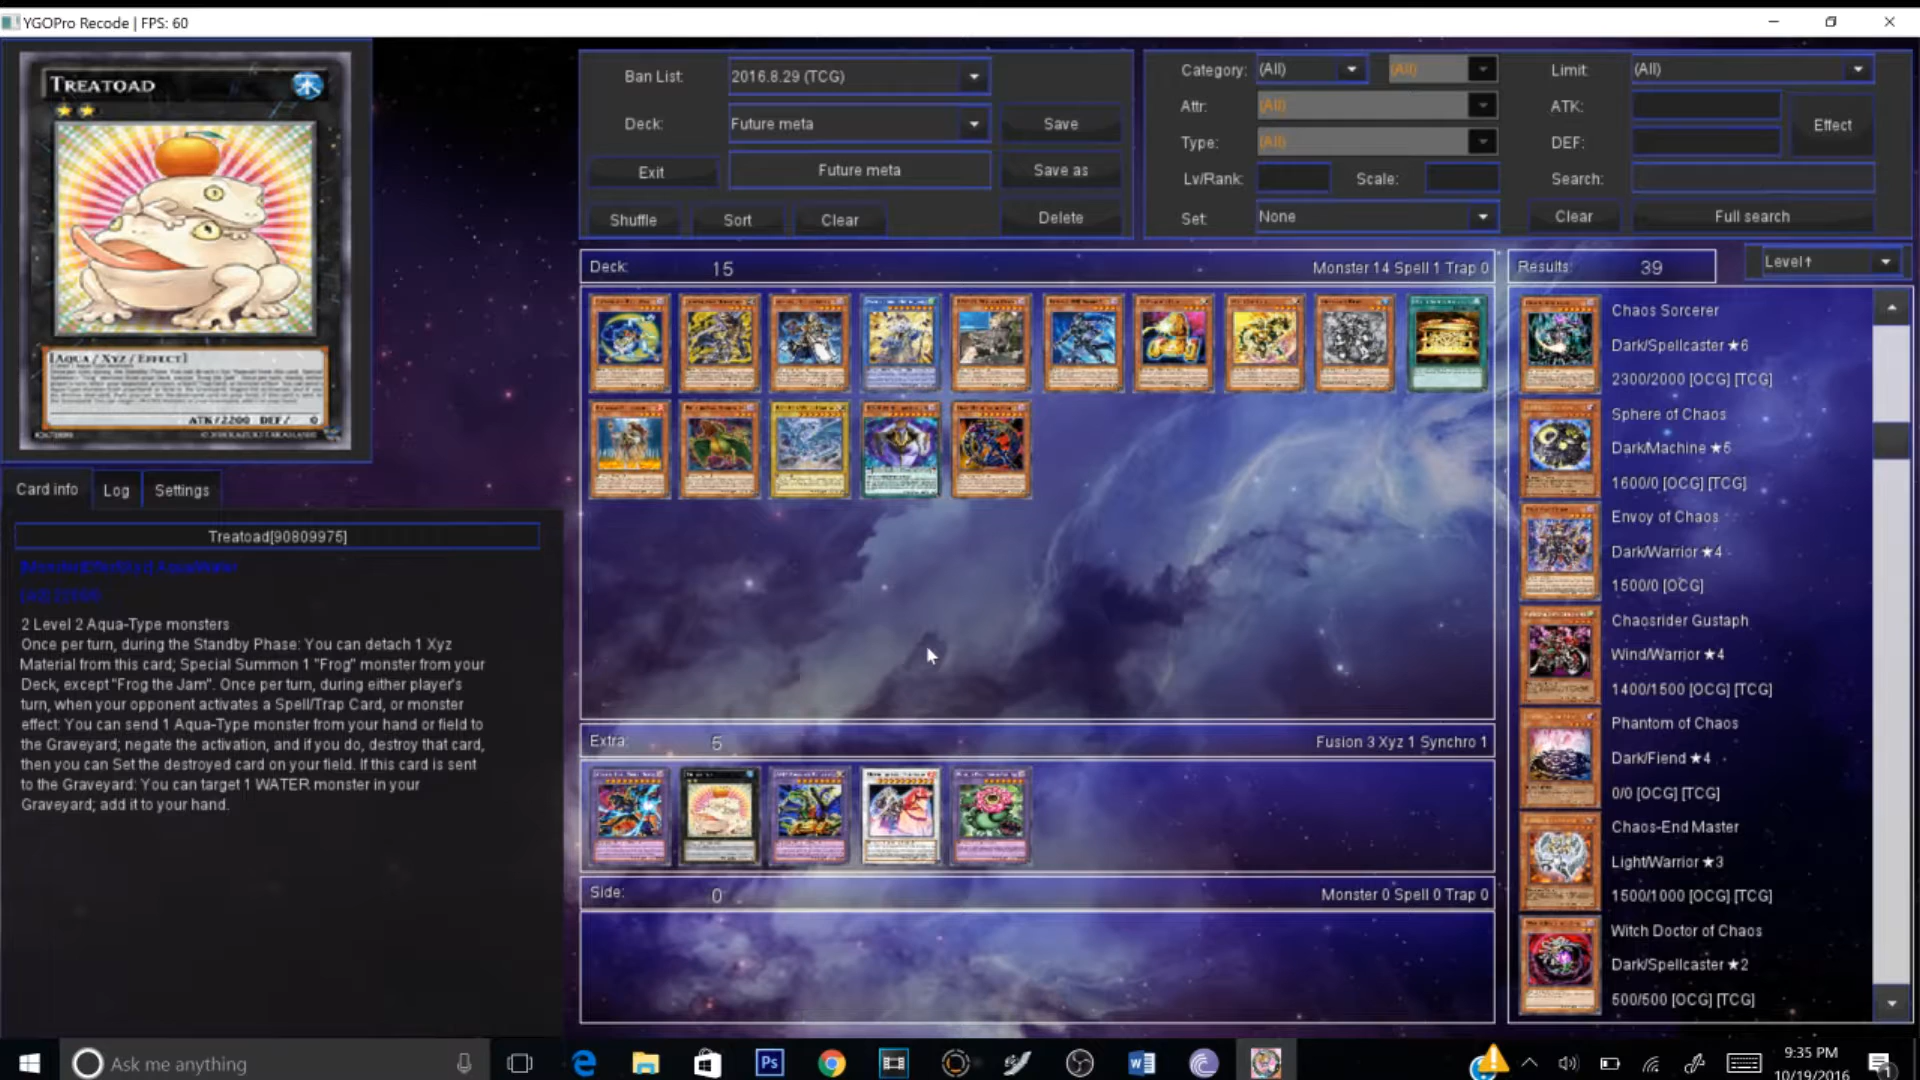 YGOPro Recode | FPS: 60
TREATOAD
[AQUA / XYZ / EFFECT]
ATK/2200 DEF/ 0
Card info
Log
Settings
Treatoad[90809975]
2 Level 2 Aqua-Type monsters
Once per turn, during the Standby Phase: You can detach 1 Xyz
Material from this card; Special Summon 1 "Frog" monster from your
Deck, except "Frog the Jam". Once per turn, during either player's
turn, when your opponent activates a Spell/Trap Card, or monster
effect: You can send 1 Aqua-Type monster from your hand or field to
the Graveyard; negate the activation, and if you do, destroy that card,
then you can Set the destroyed card on your field. If this card is sent
to the Graveyard: You can target 1 WATER monster in your
Graveyard; add it to your hand.
Ban List: 2016.8.29 (TCG)
Deck: Future meta Save
Exit Future meta Save as
Shuffle Sort Clear Delete
Category: (All) (All) Limit: (All)
Attr: (All) ATK:
Effect
Type: (All) DEF:
Lv/Rank: Scale: Search:
Set: None Clear Full search
Deck: 15 Monster 14 Spell 1 Trap 0
Extra: 5 Fusion 3 Xyz 1 Synchro 1
Side: 0 Monster 0 Spell 0 Trap 0
Results: 39 Level↑
Chaos Sorcerer
Dark/Spellcaster ★6
2300/2000 [OCG] [TCG]
Sphere of Chaos
Dark/Machine ★5
1600/0 [OCG] [TCG]
Envoy of Chaos
Dark/Warrior ★4
1500/0 [OCG]
Chaosrider Gustaph
Wind/Warrior ★4
1400/1500 [OCG] [TCG]
Phantom of Chaos
Dark/Fiend ★4
0/0 [OCG] [TCG]
Chaos-End Master
Light/Warrior ★3
1500/1000 [OCG] [TCG]
Witch Doctor of Chaos
Dark/Spellcaster ★2
500/500 [OCG] [TCG]
Ask me anything
Ps
9:35 PM
10/19/2016
1